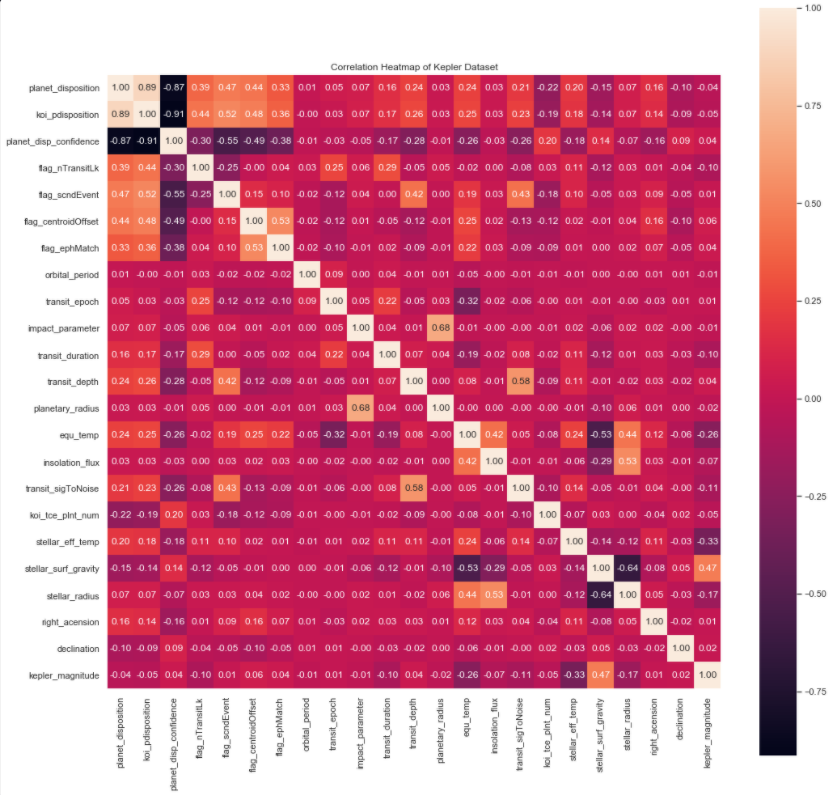 Correlation Heatmap of Kepler Dataset
planet_disposition 1.00 0.89 -0.87 0.39 0.47 0.44 0.33 0.01 0.05 0.07 0.16 0.24 0.03 0.24 0.03 0.21 -0.22 0.20 -0.15 0.07 0.16 -0.10 -0.04
koi_pdisposition 0.89 1.00 -0.91 0.44 0.52 0.48 0.36 -0.00 0.03 0.07 0.17 0.26 0.03 0.25 0.03 0.23 -0.19 0.18 -0.14 0.07 0.14 -0.09 -0.05
planet_disp_confidence -0.87 -0.91 1.00 -0.30 -0.55 -0.49 -0.38 -0.01 -0.03 -0.05 -0.17 -0.28 -0.01 -0.26 -0.03 -0.26 0.20 -0.18 0.14 -0.07 -0.16 0.09 0.04
flag_nTransitLk 0.39 0.44 -0.30 1.00 -0.25 -0.00 0.04 0.03 0.25 0.06 0.29 -0.05 0.05 -0.02 0.00 -0.08 0.03 0.11 -0.12 0.03 0.01 -0.04 -0.10
flag_scndEvent 0.47 0.52 -0.55 -0.25 1.00 0.15 0.10 -0.02 -0.12 0.04 0.00 0.42 0.00 0.19 0.03 0.43 -0.18 0.10 -0.05 0.03 0.09 -0.05 0.01
flag_centroidOffset 0.44 0.48 -0.49 -0.00 0.15 1.00 0.53 -0.02 -0.12 0.01 -0.05 -0.12 -0.01 0.25 0.02 -0.13 -0.12 0.02 -0.01 0.04 0.16 -0.10 0.06
flag_ephMatch 0.33 0.36 -0.38 0.04 0.10 0.53 1.00 -0.02 -0.10 -0.01 0.02 -0.09 -0.01 0.22 0.03 -0.09 -0.09 0.01 0.00 0.02 0.07 -0.05 0.04
orbital_period 0.01 -0.00 -0.01 0.03 -0.02 -0.02 -0.02 1.00 0.09 0.00 0.04 -0.01 0.01 -0.05 -0.00 -0.01 -0.01 -0.01 0.00 -0.00 0.01 0.01 -0.01
transit_epoch 0.05 0.03 -0.03 0.25 -0.12 -0.12 -0.10 0.09 1.00 0.05 0.22 -0.05 0.03 -0.32 -0.02 -0.06 -0.00 0.01 -0.01 -0.00 -0.03 0.01 0.01
impact_parameter 0.07 0.07 -0.05 0.06 0.04 0.01 -0.01 0.00 0.05 1.00 0.04 0.01 0.68 -0.01 -0.00 -0.00 -0.01 0.02 -0.06 0.02 0.02 -0.00 -0.01
transit_duration 0.16 0.17 -0.17 0.29 0.00 -0.05 0.02 0.04 0.22 0.04 1.00 0.07 0.04 -0.19 -0.02 0.08 -0.02 0.11 -0.12 0.01 0.03 -0.03 -0.10
transit_depth 0.24 0.26 -0.28 -0.05 0.42 -0.12 -0.09 -0.01 -0.05 0.01 0.07 1.00 0.00 0.08 -0.01 0.58 -0.09 0.11 -0.01 -0.02 0.03 -0.02 0.04
planetary_radius 0.03 0.03 -0.01 0.05 0.00 -0.01 -0.01 0.01 0.03 0.68 0.04 0.00 1.00 -0.00 -0.00 -0.00 -0.00 -0.01 -0.10 0.06 0.01 0.00 -0.02
equ_temp 0.24 0.25 -0.26 -0.02 0.19 0.25 0.22 -0.05 -0.32 -0.01 -0.19 0.08 -0.00 1.00 0.42 0.05 -0.08 0.24 -0.53 0.44 0.12 -0.06 -0.26
insolation_flux 0.03 0.03 -0.03 0.00 0.03 0.02 0.03 -0.00 -0.02 -0.00 -0.02 -0.01 0.00 0.42 1.00 -0.01 -0.01 -0.06 -0.29 0.53 0.03 -0.01 -0.07
transit_sigToNoise 0.21 0.23 -0.26 -0.08 0.43 -0.13 -0.09 -0.01 -0.06 -0.00 0.08 0.58 -0.00 0.05 -0.01 1.00 -0.10 0.14 -0.05 -0.01 0.04 -0.00 -0.11
koi_tce_plnt_num -0.22 -0.19 0.20 0.03 -0.18 -0.12 -0.09 -0.01 -0.00 -0.01 -0.02 -0.09 -0.00 -0.08 -0.01 -0.10 1.00 -0.07 0.03 0.00 -0.04 0.02 -0.05
stellar_eff_temp 0.20 0.18 -0.18 0.11 0.10 0.02 0.01 -0.01 0.01 0.02 0.11 0.11 -0.01 0.24 -0.06 0.14 -0.07 1.00 -0.14 -0.12 0.11 -0.03 -0.33
stellar_surf_gravity -0.15 -0.14 0.14 -0.12 -0.05 -0.01 0.00 0.00 -0.01 -0.06 -0.12 -0.01 -0.10 -0.53 -0.29 -0.05 0.03 -0.14 1.00 -0.64 -0.08 0.05 0.47
stellar_radius 0.07 0.07 -0.07 0.03 0.03 0.04 0.02 -0.00 -0.00 0.02 0.01 -0.02 0.06 0.44 0.53 -0.01 0.00 -0.12 -0.64 1.00 0.05 -0.03 -0.17
right_acension 0.16 0.14 -0.16 0.01 0.09 0.16 0.07 0.01 -0.03 0.02 0.03 0.03 0.01 0.12 0.03 0.04 -0.04 0.11 -0.08 0.05 1.00 -0.02 0.01
declination -0.10 -0.09 0.09 -0.04 -0.05 -0.10 -0.05 0.01 0.01 -0.00 -0.03 -0.02 0.00 -0.06 -0.01 -0.00 0.02 -0.03 0.05 -0.03 -0.02 1.00 0.02
kepler_magnitude -0.04 -0.05 0.04 -0.10 0.01 0.06 0.04 -0.01 0.01 -0.01 -0.10 0.04 -0.02 -0.26 -0.07 -0.11 -0.05 -0.33 0.47 -0.17 0.01 0.02 1.00
planet_disposition
koi_pdisposition
planet_disp_confidence
flag_nTransitLk
flag_scndEvent
flag_centroidOffset
flag_ephMatch
orbital_period
transit_epoch
impact_parameter
transit_duration
transit_depth
planetary_radius
equ_temp
insolation_flux
transit_sigToNoise
koi_tce_plnt_num
stellar_eff_temp
stellar_surf_gravity
stellar_radius
right_acension
declination
kepler_magnitude
1.00
0.75
0.50
0.25
0.00
-0.25
-0.50
-0.75